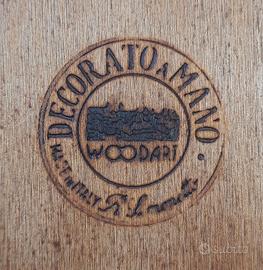 DECORATO A MANO
WOODART
MADE IN ITALY
subito